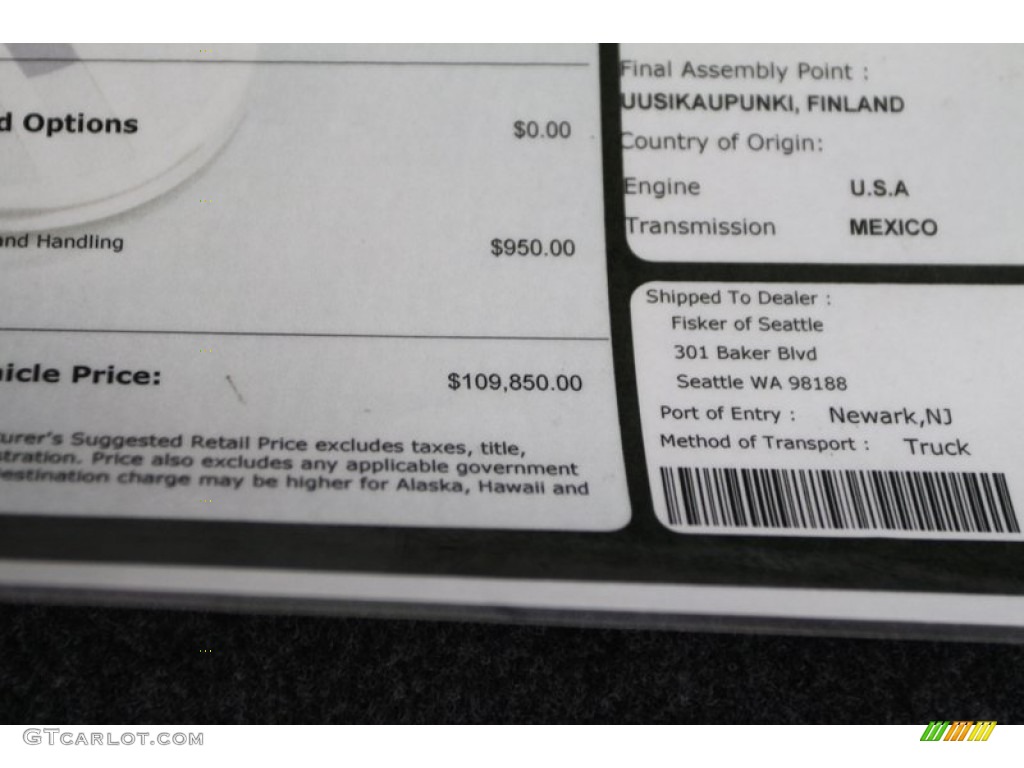 d Options $0.00
and Handling $950.00
hicle Price: $109,850.00
urer's Suggested Retail Price excludes taxes, title,
stration. Price also excludes any applicable government
estination charge may be higher for Alaska, Hawaii and
Final Assembly Point :
UUSIKAUPUNKI, FINLAND
Country of Origin:
Engine U.S.A
Transmission MEXICO
Shipped To Dealer :
Fisker of Seattle
301 Baker Blvd
Seattle WA 98188
Port of Entry : Newark,NJ
Method of Transport : Truck
GTCARLOT.COM